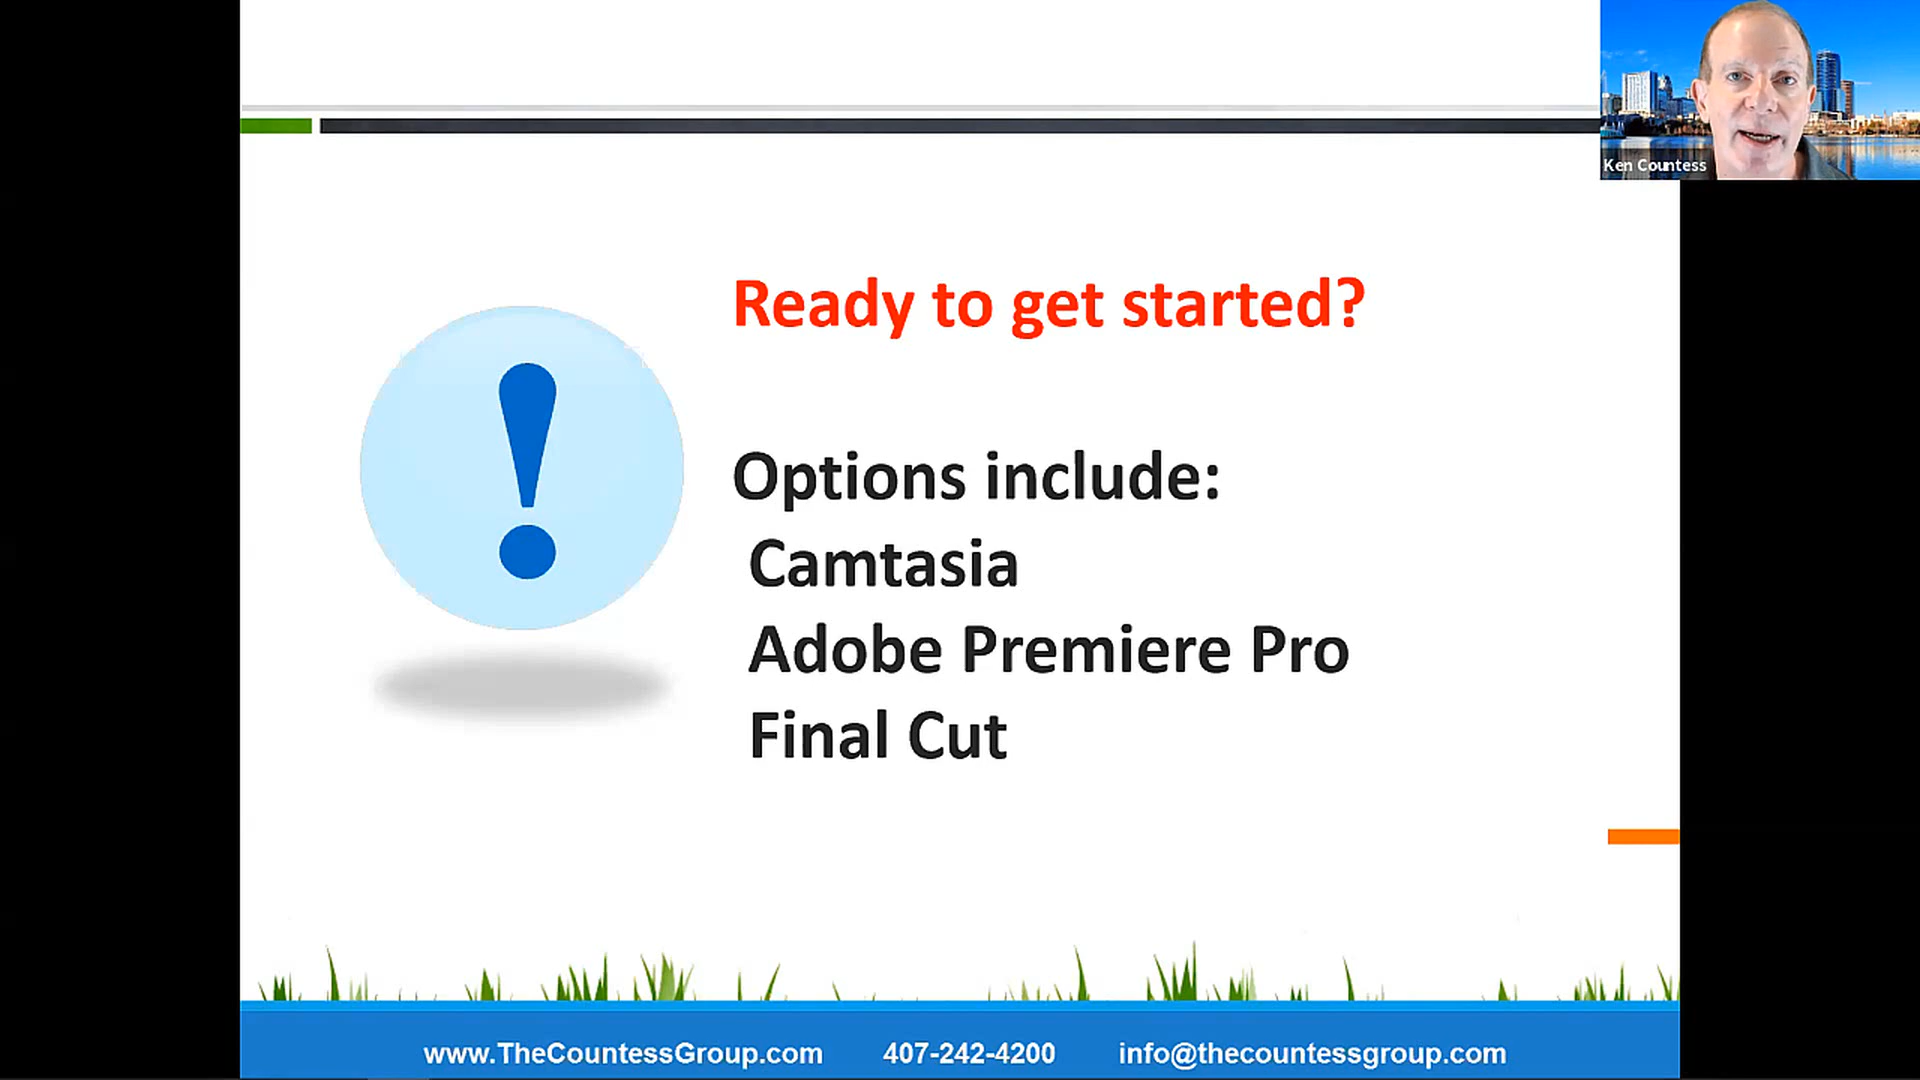 Ken Countess
Ready to get started?
Options include:
Camtasia
Adobe Premiere Pro
Final Cut
www.TheCountessGroup.com 407-242-4200 info@thecountessgroup.com